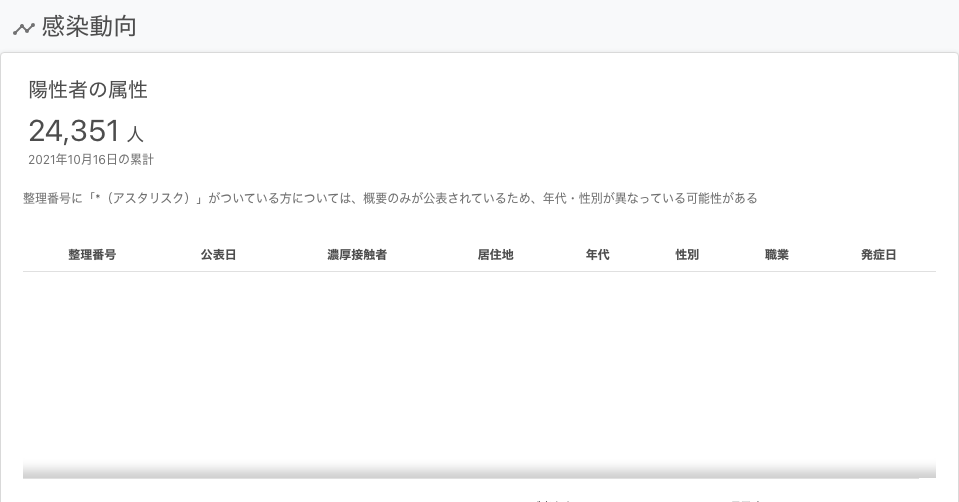 感染動向
陽性者の属性
24,351 人
2021年10月16日の累計
整理番号に「*（アスタリスク）」がついている方については、概要のみが公表されているため、年代・性別が異なっている可能性がある
整理番号 公表日 濃厚接触者 居住地 年代 性別 職業 発症日